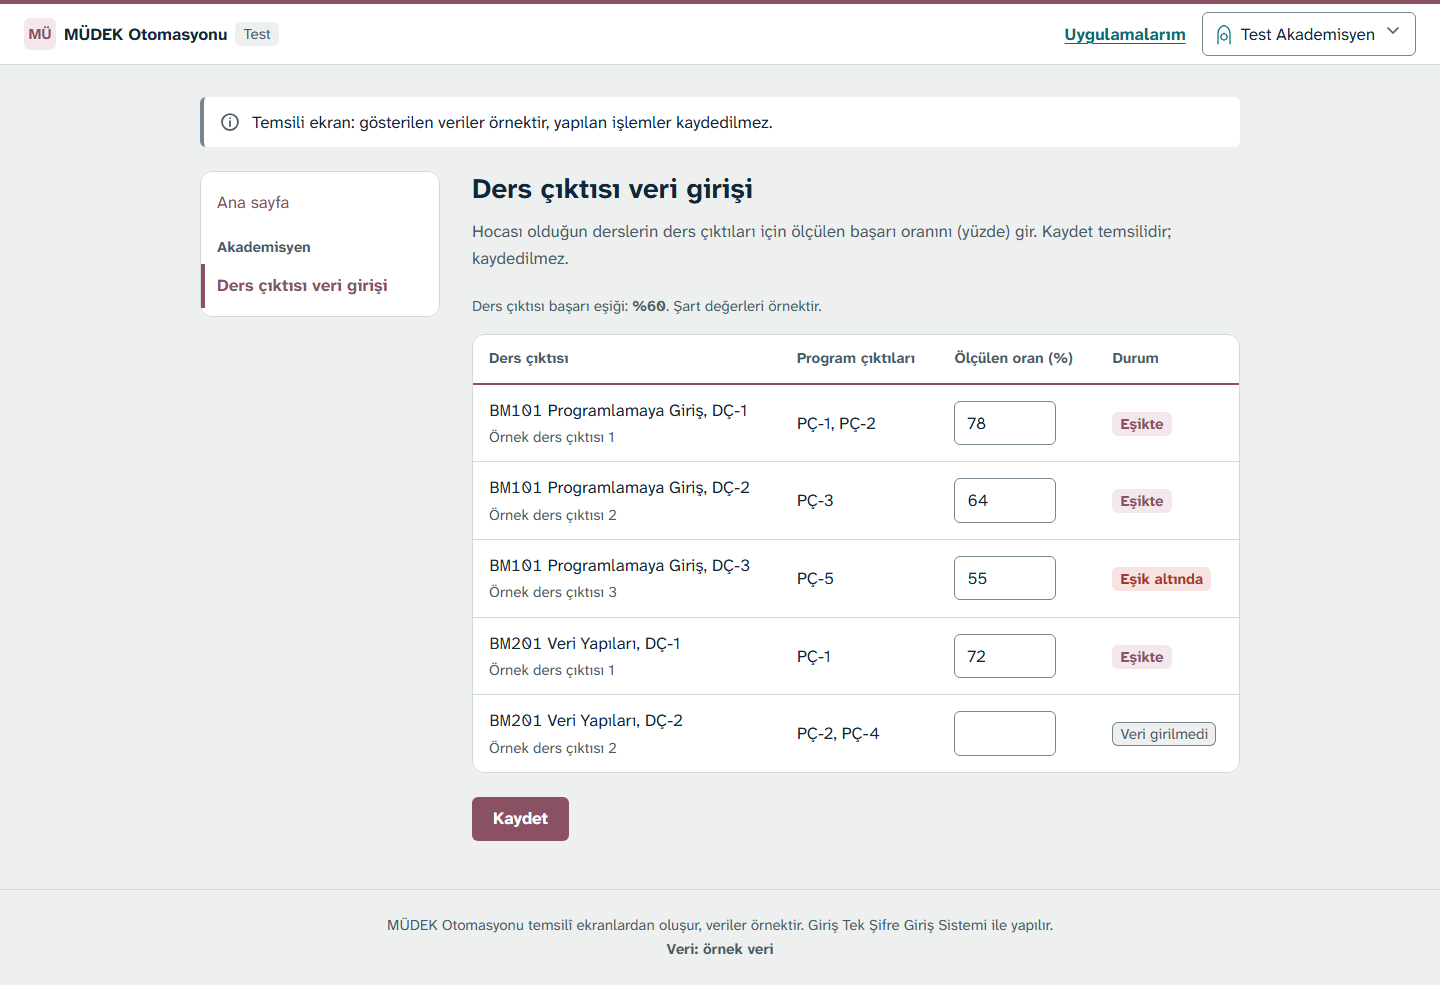 MÜ MÜDEK Otomasyonu Test
Uygulamalarım
Test Akademisyen
Temsili ekran: gösterilen veriler örnektir, yapılan işlemler kaydedilmez.
Ana sayfa
Akademisyen
Ders çıktısı veri girişi
Ders çıktısı veri girişi
Hocası olduğun derslerin ders çıktıları için ölçülen başarı oranını (yüzde) gir. Kaydet temsilidir;
kaydedilmez.
Ders çıktısı başarı eşiği: %60. Şart değerleri örnektir.
Ders çıktısı Program çıktıları Ölçülen oran (%) Durum
BM101 Programlamaya Giriş, DÇ-1
Örnek ders çıktısı 1
PÇ-1, PÇ-2 78 Eşikte
BM101 Programlamaya Giriş, DÇ-2
Örnek ders çıktısı 2
PÇ-3 64 Eşikte
BM101 Programlamaya Giriş, DÇ-3
Örnek ders çıktısı 3
PÇ-5 55 Eşik altında
BM201 Veri Yapıları, DÇ-1
Örnek ders çıktısı 1
PÇ-1 72 Eşikte
BM201 Veri Yapıları, DÇ-2
Örnek ders çıktısı 2
PÇ-2, PÇ-4 Veri girilmedi
Kaydet
MÜDEK Otomasyonu temsilî ekranlardan oluşur, veriler örnektir. Giriş Tek Şifre Giriş Sistemi ile yapılır.
Veri: örnek veri